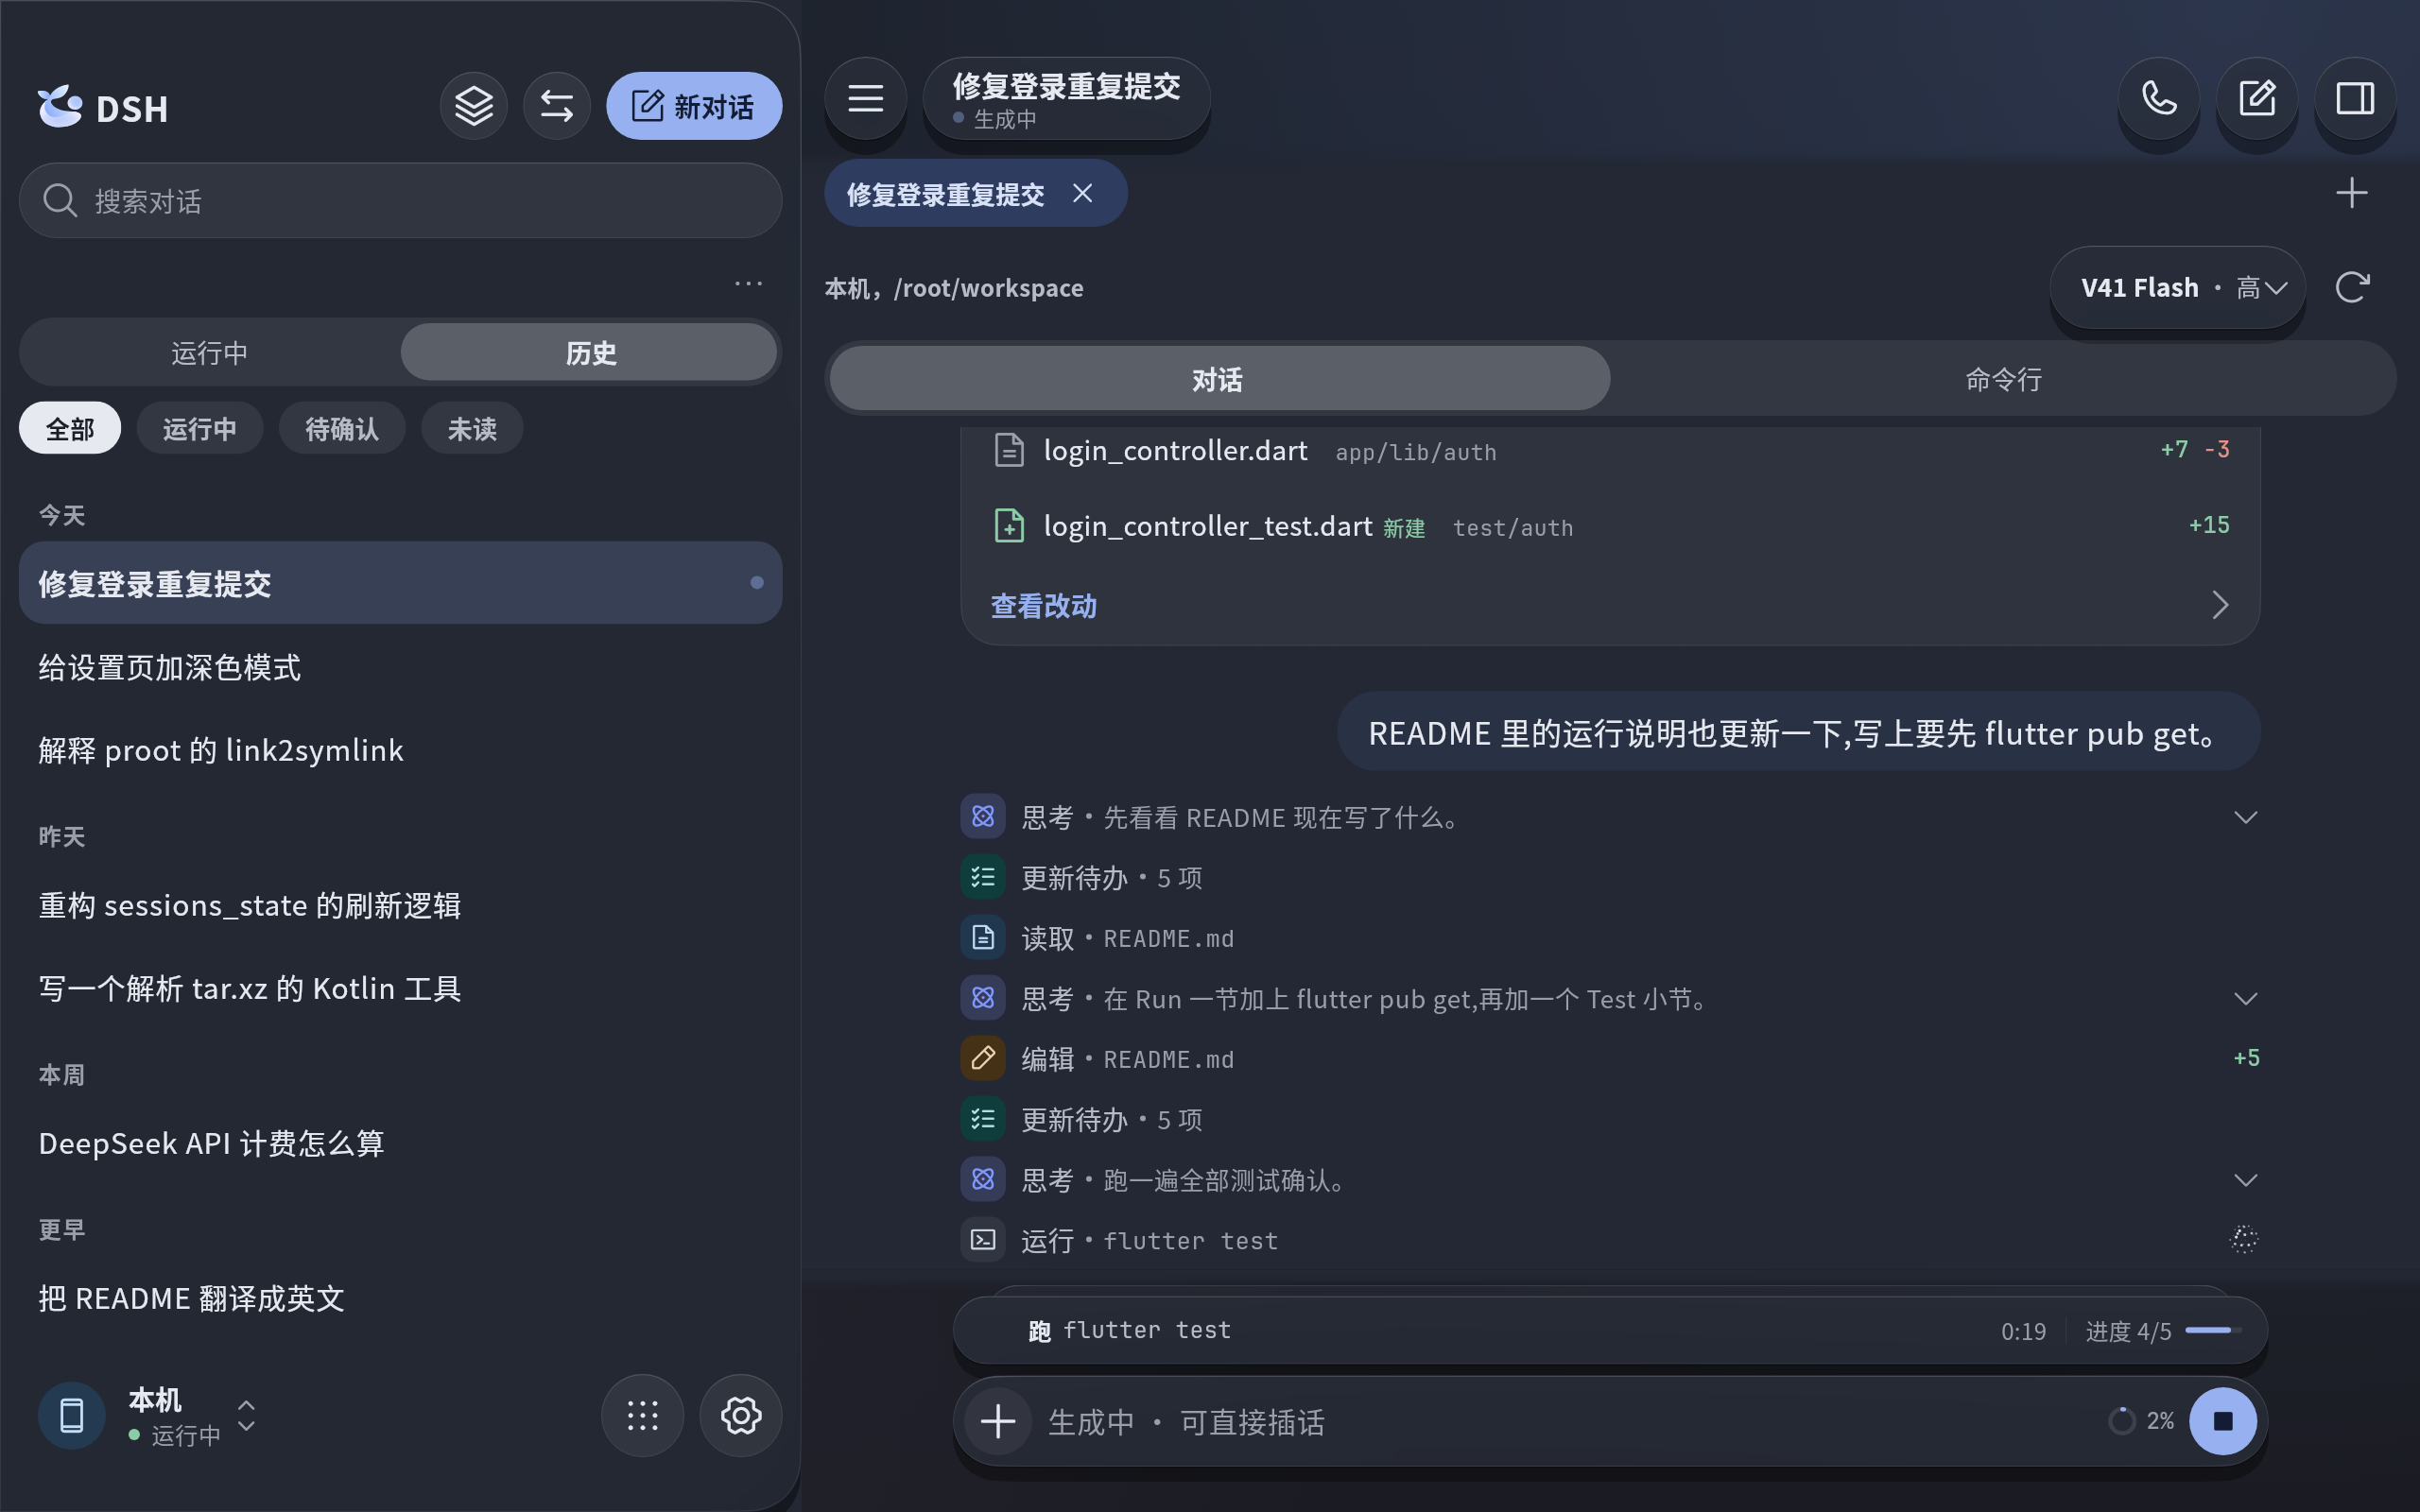 DSH
新对话
搜索对话
运行中
历史
全部
运行中
待确认
未读
今天
修复登录重复提交
给设置页加深色模式
解释 proot 的 link2symlink
昨天
重构 sessions_state 的刷新逻辑
写一个解析 tar.xz 的 Kotlin 工具
本周
DeepSeek API 计费怎么算
更早
把 README 翻译成英文
本机
运行中
修复登录重复提交
生成中
修复登录重复提交
本机，/root/workspace
V41 Flash · 高
对话
命令行
login_controller.dart app/lib/auth +7 -3
login_controller_test.dart 新建 test/auth +15
查看改动
README 里的运行说明也更新一下,写上要先 flutter pub get。
思考 · 先看看 README 现在写了什么。
更新待办 · 5 项
读取 · README.md
思考 · 在 Run 一节加上 flutter pub get,再加一个 Test 小节。
编辑 · README.md +5
更新待办 · 5 项
思考 · 跑一遍全部测试确认。
运行 · flutter test
跑 flutter test 0:19 进度 4/5
生成中 · 可直接插话 2%